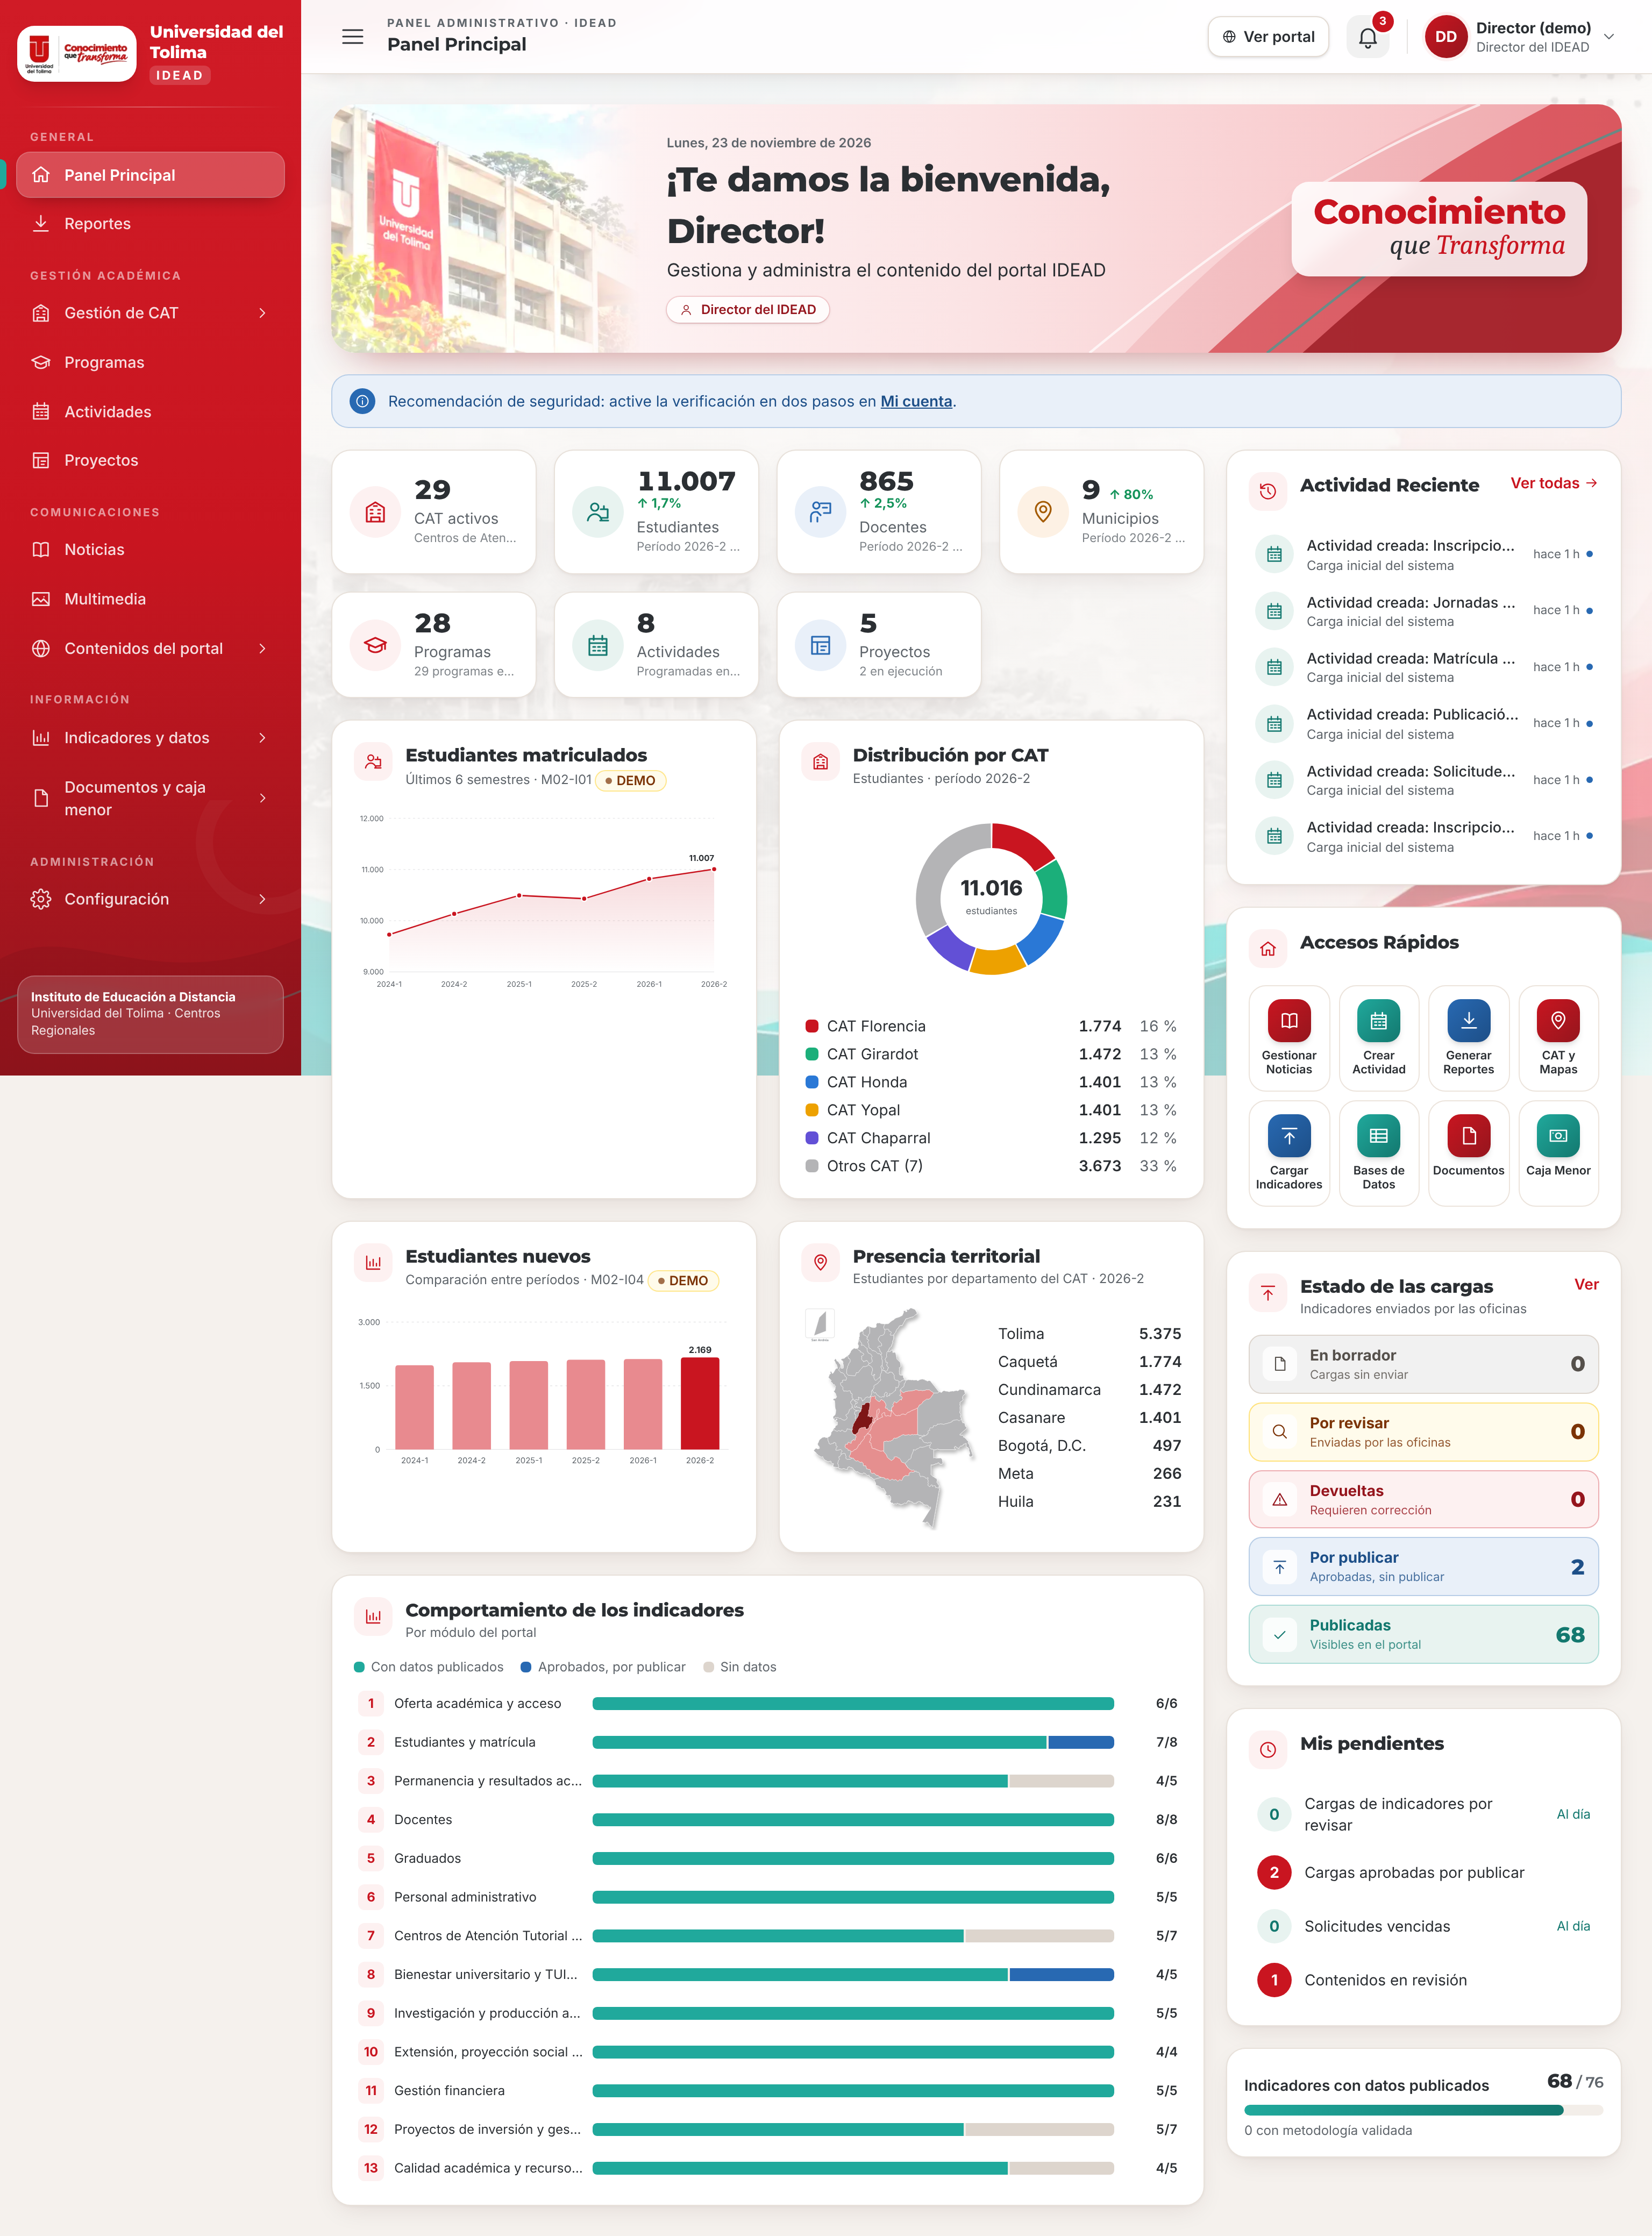 Universidad del Tolima
Conocimiento
que Transforma
Universidad del
Tolima
IDEAD
GENERAL
Panel Principal
Reportes
GESTIÓN ACADÉMICA
Gestión de CAT
Programas
Actividades
Proyectos
COMUNICACIONES
Noticias
Multimedia
Contenidos del portal
INFORMACIÓN
Indicadores y datos
Documentos y caja
menor
ADMINISTRACIÓN
Configuración
Instituto de Educación a Distancia
Universidad del Tolima · Centros
Regionales
PANEL ADMINISTRATIVO · IDEAD
Panel Principal
Ver portal
3
DD
Director (demo)
Director del IDEAD
Universidad
del Tolima
Lunes, 23 de noviembre de 2026
¡Te damos la bienvenida,
Director!
Gestiona y administra el contenido del portal IDEAD
Director del IDEAD
Conocimiento
que Transforma
Recomendación de seguridad: active la verificación en dos pasos en Mi cuenta.
29
CAT activos
Centros de Aten...
11.007
↑ 1,7%
Estudiantes
Período 2026-2 ...
865
↑ 2,5%
Docentes
Período 2026-2 ...
9 ↑ 80%
Municipios
Período 2026-2 ...
28
Programas
29 programas e...
8
Actividades
Programadas en...
5
Proyectos
2 en ejecución
Estudiantes matriculados
Últimos 6 semestres · M02-I01 DEMO
12.000
11.000
10.000
9.000
11.007
2024-1 2024-2 2025-1 2025-2 2026-1 2026-2
Distribución por CAT
Estudiantes · período 2026-2
11.016
estudiantes
CAT Florencia 1.774 16 %
CAT Girardot 1.472 13 %
CAT Honda 1.401 13 %
CAT Yopal 1.401 13 %
CAT Chaparral 1.295 12 %
Otros CAT (7) 3.673 33 %
Estudiantes nuevos
Comparación entre períodos · M02-I04 DEMO
3.000
1.500
0
2.169
2024-1 2024-2 2025-1 2025-2 2026-1 2026-2
Presencia territorial
Estudiantes por departamento del CAT · 2026-2
Tolima 5.375
Caquetá 1.774
Cundinamarca 1.472
Casanare 1.401
Bogotá, D.C. 497
Meta 266
Huila 231
Comportamiento de los indicadores
Por módulo del portal
Con datos publicados Aprobados, por publicar Sin datos
1 Oferta académica y acceso 6/6
2 Estudiantes y matrícula 7/8
3 Permanencia y resultados ac... 4/5
4 Docentes 8/8
5 Graduados 6/6
6 Personal administrativo 5/5
7 Centros de Atención Tutorial ... 5/7
8 Bienestar universitario y TUI... 4/5
9 Investigación y producción a... 5/5
10 Extensión, proyección social ... 4/4
11 Gestión financiera 5/5
12 Proyectos de inversión y ges... 5/7
13 Calidad académica y recurso... 4/5
Actividad Reciente
Ver todas →
Actividad creada: Inscripcio... hace 1 h
Carga inicial del sistema
Actividad creada: Jornadas ... hace 1 h
Carga inicial del sistema
Actividad creada: Matrícula ... hace 1 h
Carga inicial del sistema
Actividad creada: Publicació... hace 1 h
Carga inicial del sistema
Actividad creada: Solicitude... hace 1 h
Carga inicial del sistema
Actividad creada: Inscripcio... hace 1 h
Carga inicial del sistema
Accesos Rápidos
Gestionar
Noticias
Crear
Actividad
Generar
Reportes
CAT y
Mapas
Cargar
Indicadores
Bases de
Datos
Documentos
Caja Menor
Estado de las cargas
Ver
Indicadores enviados por las oficinas
En borrador 0
Cargas sin enviar
Por revisar 0
Enviadas por las oficinas
Devueltas 0
Requieren corrección
Por publicar 2
Aprobadas, sin publicar
Publicadas 68
Visibles en el portal
Mis pendientes
0 Cargas de indicadores por
revisar
Al día
2 Cargas aprobadas por publicar
0 Solicitudes vencidas Al día
1 Contenidos en revisión
Indicadores con datos publicados 68 / 76
0 con metodología validada